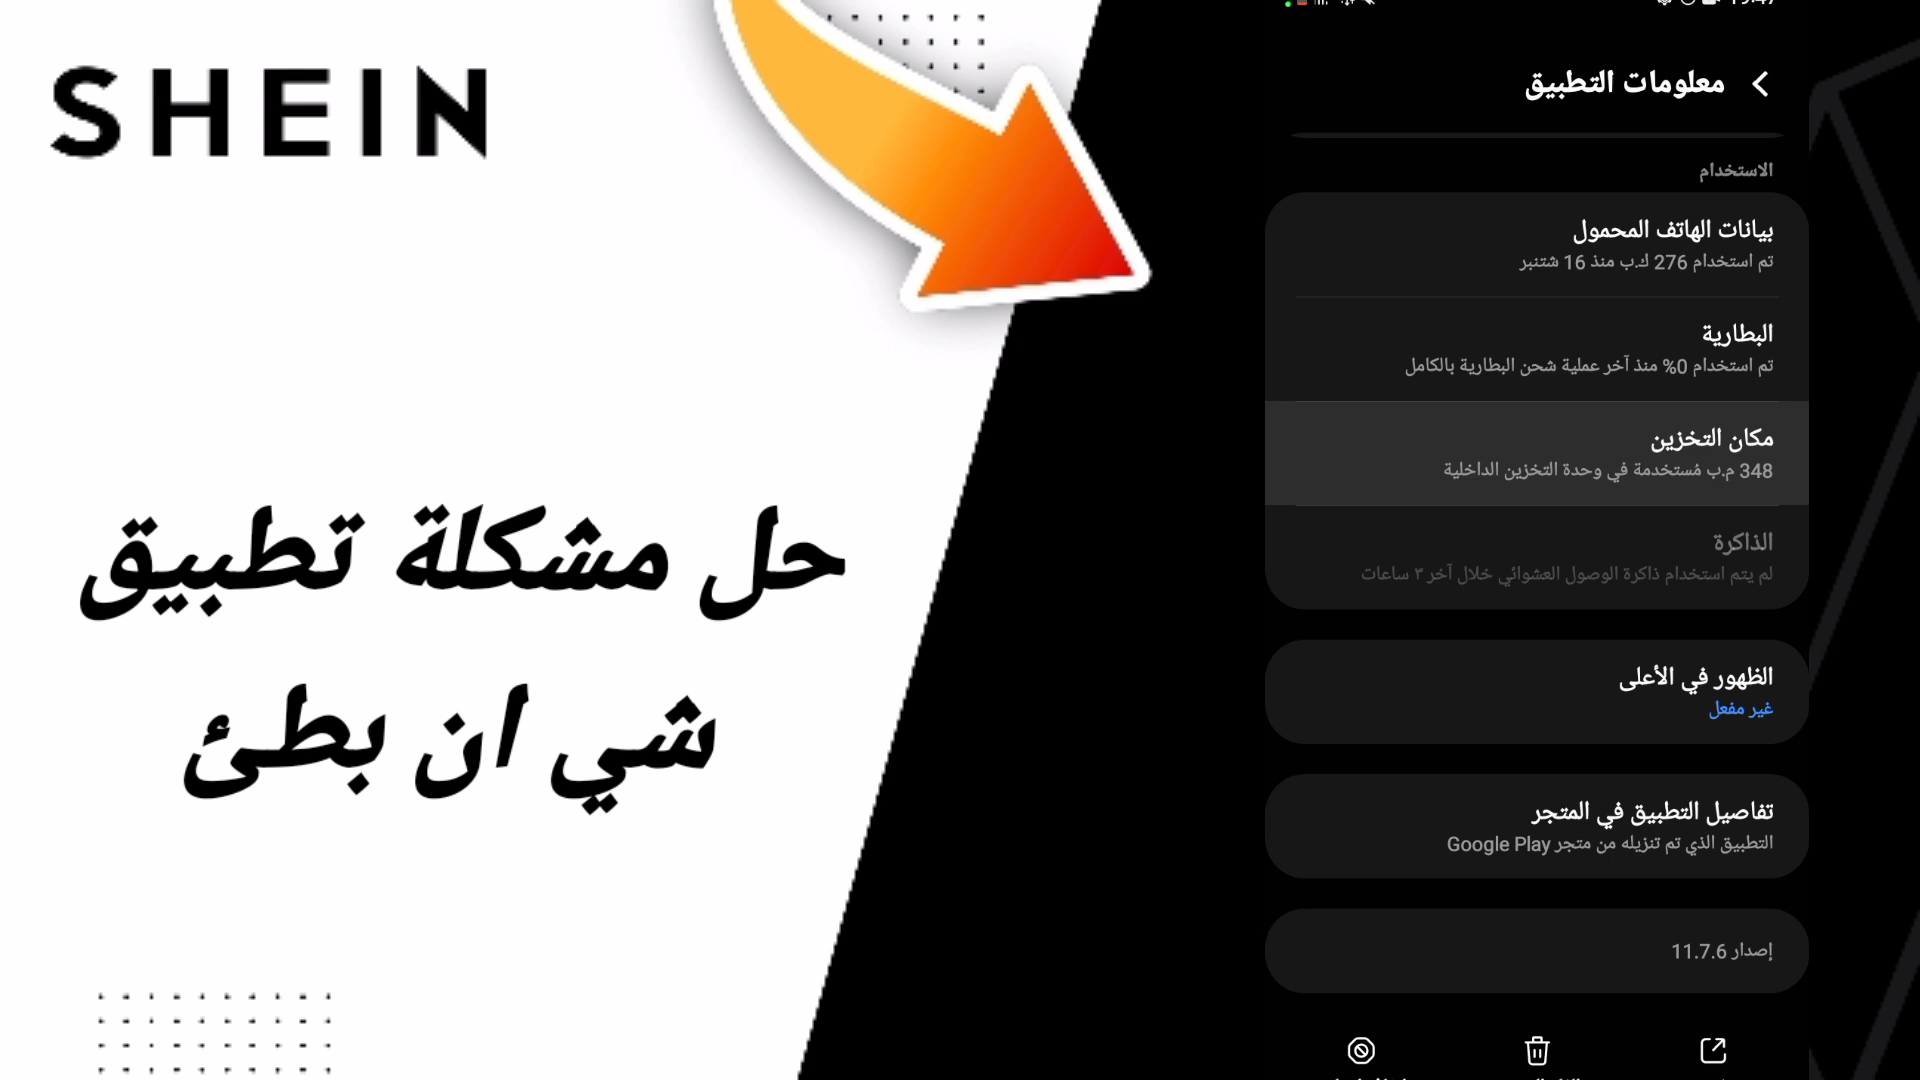 SHEIN
حل مشكلة تطبيق
شي ان بطئ
معلومات التطبيق
الاستخدام
بيانات الهاتف المحمول
تم استخدام 276 ك.ب منذ 16 شتنبر
البطارية
تم استخدام 0% منذ آخر عملية شحن البطارية بالكامل
مكان التخزين
348 م.ب مُستخدمة في وحدة التخزين الداخلية
الذاكرة
لم يتم استخدام ذاكرة الوصول العشوائي خلال آخر ٣ ساعات
الظهور في الأعلى
غير مفعل
تفاصيل التطبيق في المتجر
التطبيق الذي تم تنزيله من متجر Google Play
إصدار 11.7.6